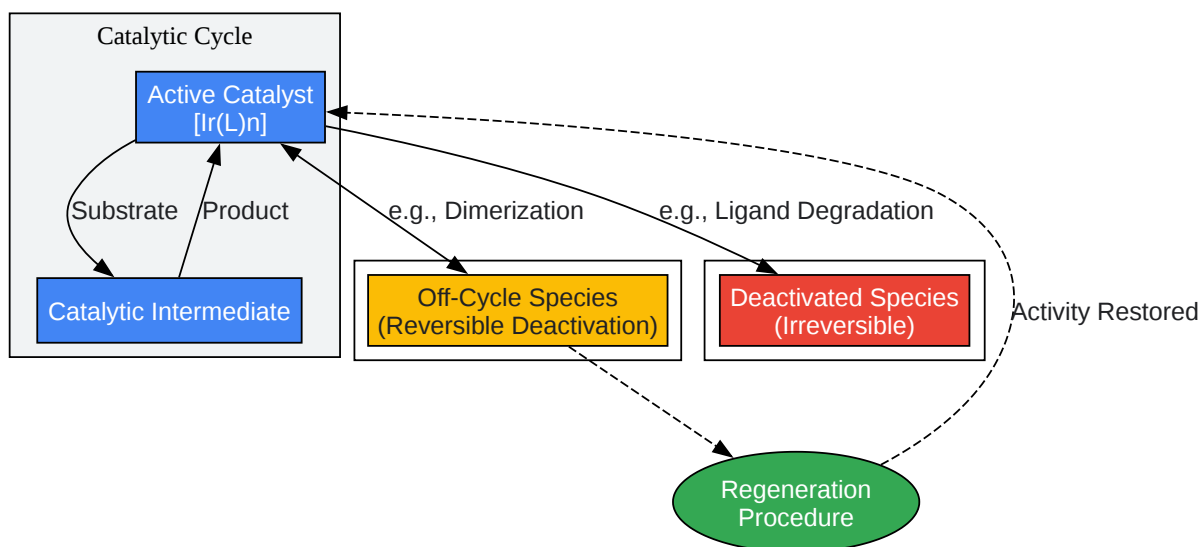 Catalytic Cycle
Active Catalyst
[Ir(L)n]
Substrate
Product
e.g., Dimerization
e.g., Ligand Degradation
Catalytic Intermediate
Off-Cycle Species
(Reversible Deactivation)
Deactivated Species
(Irreversible)
Activity Restored
Regeneration
Procedure